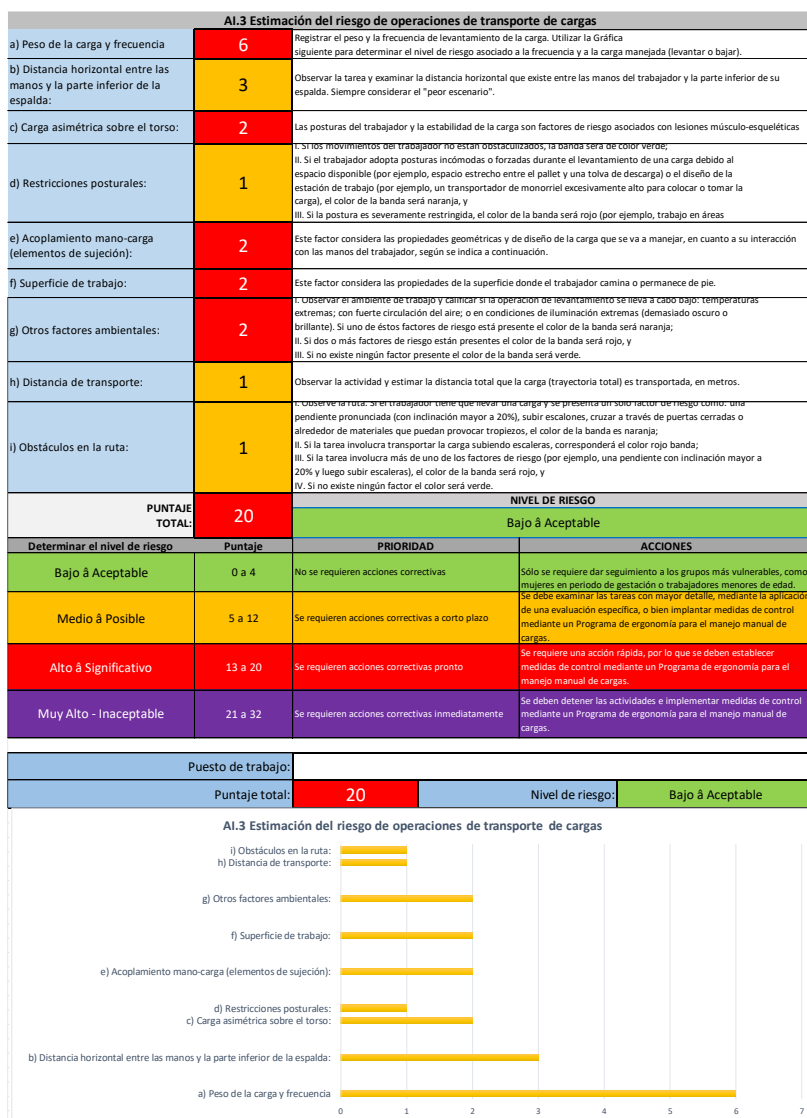 AI.3 Estimación del riesgo de operaciones de transporte de cargas
a) Peso de la carga y frecuencia
6
Registrar el peso y la frecuencia de levantamiento de la carga. Utilizar la Gráfica
siguiente para determinar el nivel de riesgo asociado a la frecuencia y a la carga manejada (levantar o bajar).
b) Distancia horizontal entre las
manos y la parte inferior de la
espalda:
3
Observar la tarea y examinar la distancia horizontal que existe entre las manos del trabajador y la parte inferior de su
espalda. Siempre considerar el "peor escenario".
c) Carga asimétrica sobre el torso:
2
Las posturas del trabajador y la estabilidad de la carga son factores de riesgo asociados con lesiones músculo-esqueléticas
d) Restricciones posturales:
1
I. Si los movimientos del trabajador no están obstaculizados, la banda será de color verde;
II. Si el trabajador adopta posturas incómodas o forzadas durante el levantamiento de una carga debido al
espacio disponible (por ejemplo, espacio estrecho entre el pallet y una tolva de descarga) o el diseño de la
estación de trabajo (por ejemplo, un transportador de monorriel excesivamente alto para colocar o tomar la
carga), el color de la banda será naranja, y
III. Si la postura es severamente restringida, el color de la banda será rojo (por ejemplo, trabajo en áreas
e) Acoplamiento mano-carga
(elementos de sujeción):
2
Este factor considera las propiedades geométricas y de diseño de la carga que se va a manejar, en cuanto a su interacción
con las manos del trabajador, según se indica a continuación.
f) Superficie de trabajo:
2
Este factor considera las propiedades de la superficie donde el trabajador camina o permanece de pie.
g) Otros factores ambientales:
2
I. Observar el ambiente de trabajo y calificar si la operación de levantamiento se lleva a cabo bajo: temperaturas
extremas; con fuerte circulación del aire; o en condiciones de iluminación extremas (demasiado oscuro o
brillante). Si uno de éstos factores de riesgo está presente el color de la banda será naranja;
II. Si dos o más factores de riesgo están presentes el color de la banda será rojo, y
III. Si no existe ningún factor presente el color de la banda será verde.
h) Distancia de transporte:
1
Observar la actividad y estimar la distancia total que la carga (trayectoria total) es transportada, en metros.
i) Obstáculos en la ruta:
1
I. Observe la ruta. Si el trabajador tiene que llevar una carga y se presenta un solo factor de riesgo como: una
pendiente pronunciada (con inclinación mayor a 20%), subir escalones, cruzar a través de puertas cerradas o
alrededor de materiales que puedan provocar tropiezos, el color de la banda es naranja;
II. Si la tarea involucra transportar la carga subiendo escaleras, corresponderá el color rojo banda;
III. Si la tarea involucra más de uno de los factores de riesgo (por ejemplo, una pendiente con inclinación mayor a
20% y luego subir escaleras), el color de la banda será rojo, y
IV. Si no existe ningún factor el color será verde.
PUNTAJE
TOTAL:
20
NIVEL DE RIESGO
Bajo â Aceptable
Determinar el nivel de riesgo
Puntaje
PRIORIDAD
ACCIONES
Bajo â Aceptable
0 a 4
No se requieren acciones correctivas
Sólo se requiere dar seguimiento a los grupos más vulnerables, como
mujeres en periodo de gestación o trabajadores menores de edad.
Medio â Posible
5 a 12
Se requieren acciones correctivas a corto plazo
Se debe examinar las tareas con mayor detalle, mediante la aplicación
de una evaluación específica, o bien implantar medidas de control
mediante un Programa de ergonomía para el manejo manual de
cargas.
Alto â Significativo
13 a 20
Se requieren acciones correctivas pronto
Se requiere una acción rápida, por lo que se deben establecer
medidas de control mediante un Programa de ergonomía para el
manejo manual de cargas.
Muy Alto - Inaceptable
21 a 32
Se requieren acciones correctivas inmediatamente
Se deben detener las actividades e implementar medidas de control
mediante un Programa de ergonomía para el manejo manual de
cargas.
Puesto de trabajo:
Puntaje total:
20
Nivel de riesgo:
Bajo â Aceptable
AI.3 Estimación del riesgo de operaciones de transporte de cargas
i) Obstáculos en la ruta:
h) Distancia de transporte:
g) Otros factores ambientales:
f) Superficie de trabajo:
e) Acoplamiento mano-carga (elementos de sujeción):
d) Restricciones posturales:
c) Carga asimétrica sobre el torso:
b) Distancia horizontal entre las manos y la parte inferior de la espalda:
a) Peso de la carga y frecuencia
0 1 2 3 4 5 6 7